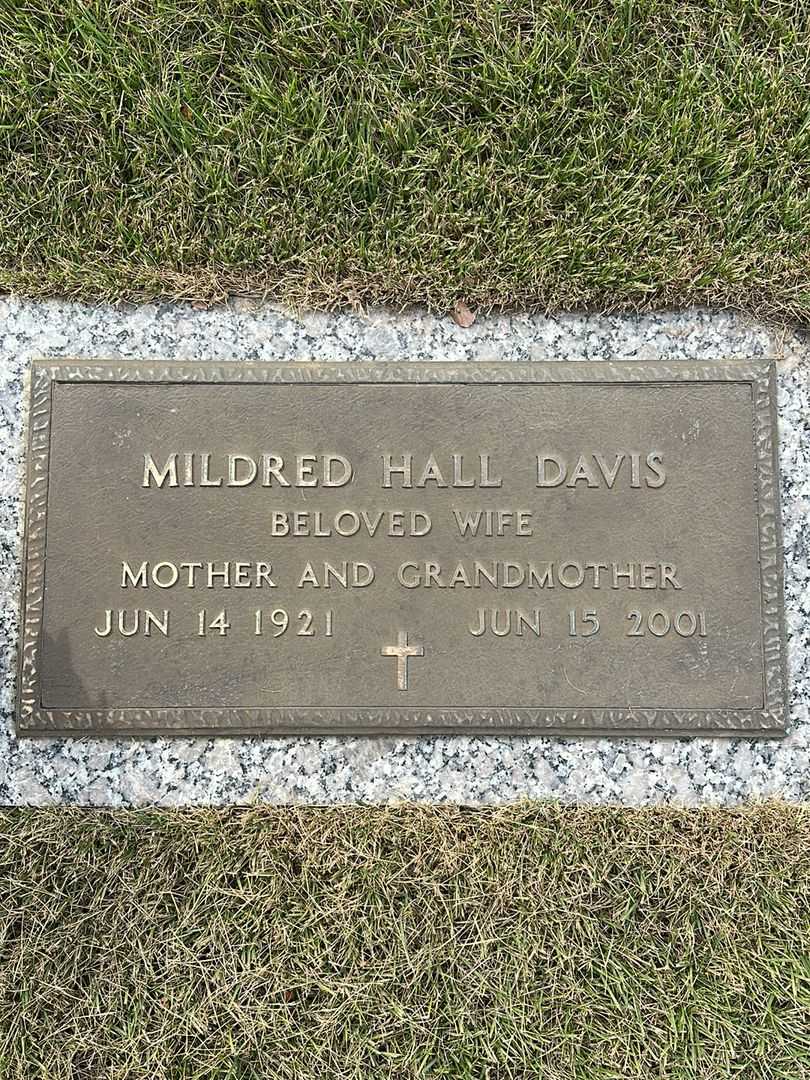 MILDRED HALL DAVIS
BELOVED WIFE
MOTHER AND GRANDMOTHER
JUN 14 1921 JUN 15 2001